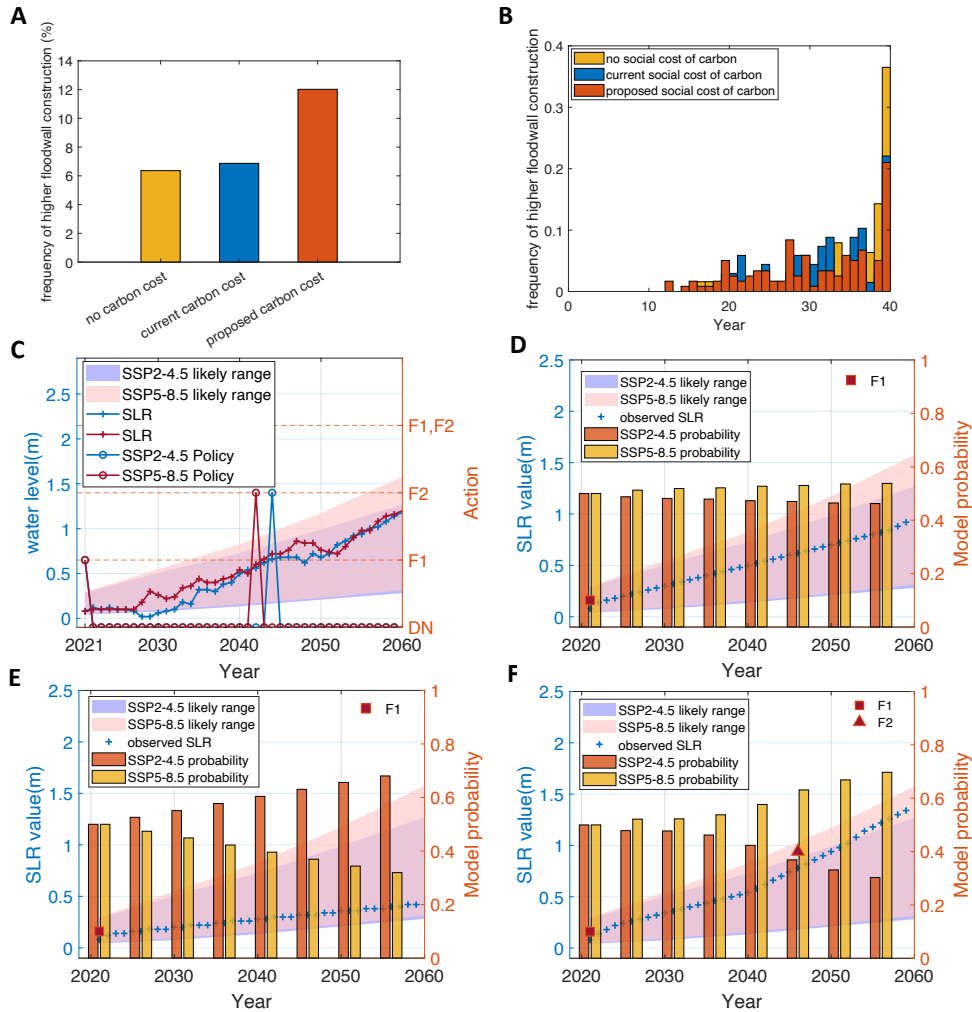 A
frequency of higher floodwall construction (%)
14
12
10
8
6
4
2
0
no carbon cost
current carbon cost
proposed carbon cost
B
frequency of higher floodwall construction
0.4
0.3
0.2
0.1
0
no social cost of carbon
current social cost of carbon
proposed social cost of carbon
0 10 20 30 40
Year
C
water level(m)
2.5
2
1.5
1
0.5
0
SSP2-4.5 likely range
SSP5-8.5 likely range
SLR
SLR
SSP2-4.5 Policy
SSP5-8.5 Policy
F1,F2
F2
F1
DN
Action
2021 2030 2040 2050 2060
Year
D
SLR value(m)
2.5
2
1.5
1
0.5
0
SSP2-4.5 likely range
SSP5-8.5 likely range
observed SLR
SSP2-4.5 probability
SSP5-8.5 probability
F1
1
0.8
0.6
0.4
0.2
0
Model probability
2020 2030 2040 2050 2060
Year
E
SLR value(m)
2.5
2
1.5
1
0.5
0
SSP2-4.5 likely range
SSP5-8.5 likely range
observed SLR
SSP2-4.5 probability
SSP5-8.5 probability
F1
1
0.8
0.6
0.4
0.2
0
Model probability
2020 2030 2040 2050 2060
Year
F
SLR value(m)
2.5
2
1.5
1
0.5
0
SSP2-4.5 likely range
SSP5-8.5 likely range
observed SLR
SSP2-4.5 probability
SSP5-8.5 probability
F1
F2
1
0.8
0.6
0.4
0.2
0
Model probability
2020 2030 2040 2050 2060
Year